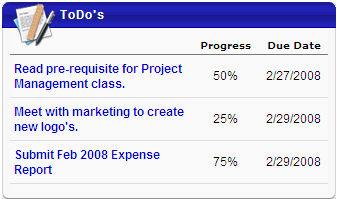 ToDo's
Progress Due Date
Read pre-requisite for Project
Management class. 50% 2/27/2008
Meet with marketing to create
new logo's. 25% 2/29/2008
Submit Feb 2008 Expense
Report 75% 2/29/2008